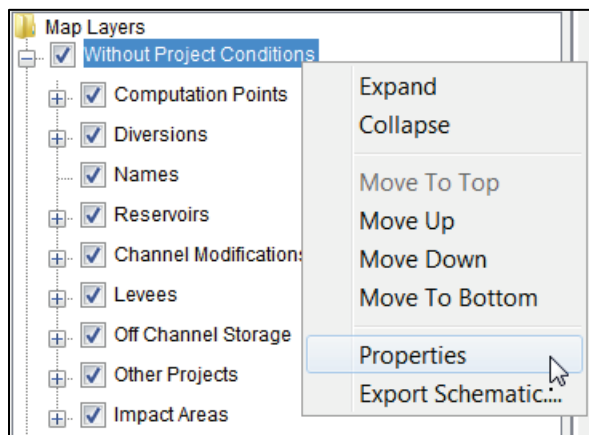 Map Layers
Without Project Conditions
Computation Points
Diversions
Names
Reservoirs
Channel Modifications
Levees
Off Channel Storage
Other Projects
Impact Areas
Expand
Collapse
Move To Top
Move Up
Move Down
Move To Bottom
Properties
Export Schematic....